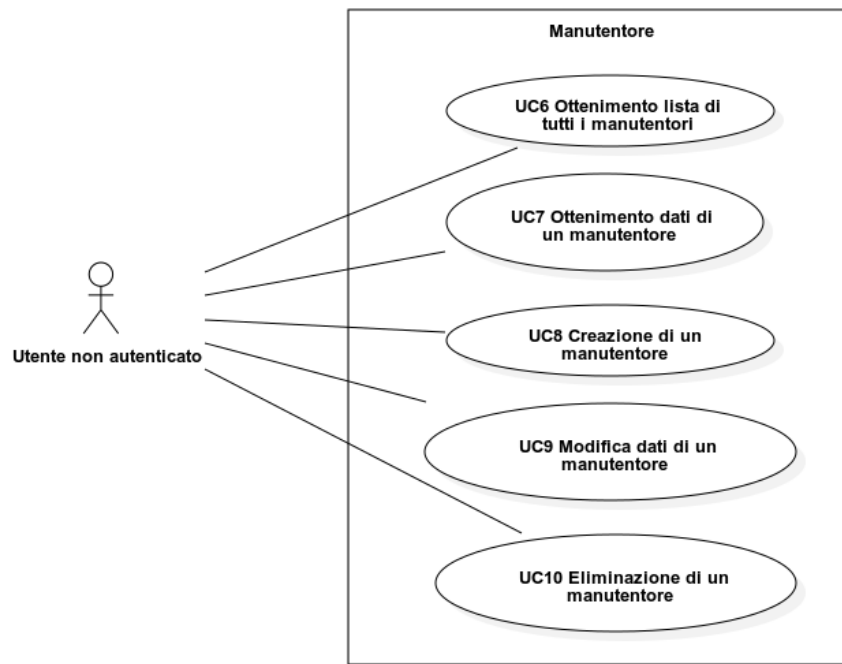 Manutentore
UC6 Ottenimento lista di
tutti i manutentori
UC7 Ottenimento dati di
un manutentore
Utente non autenticato
UC8 Creazione di un
manutentore
UC9 Modifica dati di un
manutentore
UC10 Eliminazione di un
manutentore